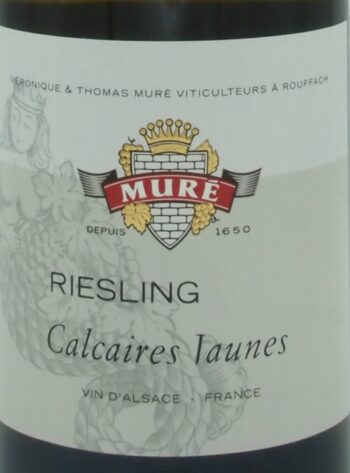 VÉRONIQUE & THOMAS MURÉ VITICULTEURS À ROUFFACH
MURÉ
DEPUIS 1650
RIESLING
Calcaires Jaunes
VIN D'ALSACE - FRANCE